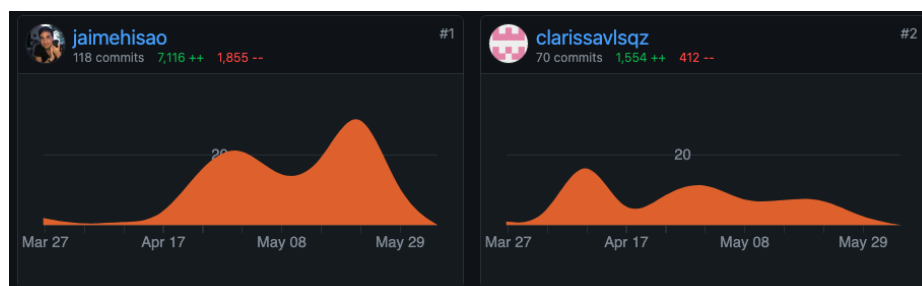 jaimehisao #1
118 commits 7,116 ++ 1,855 --
20
Mar 27 Apr 17 May 08 May 29
clarissavlsqz #2
70 commits 1,554 ++ 412 --
20
Mar 27 Apr 17 May 08 May 29